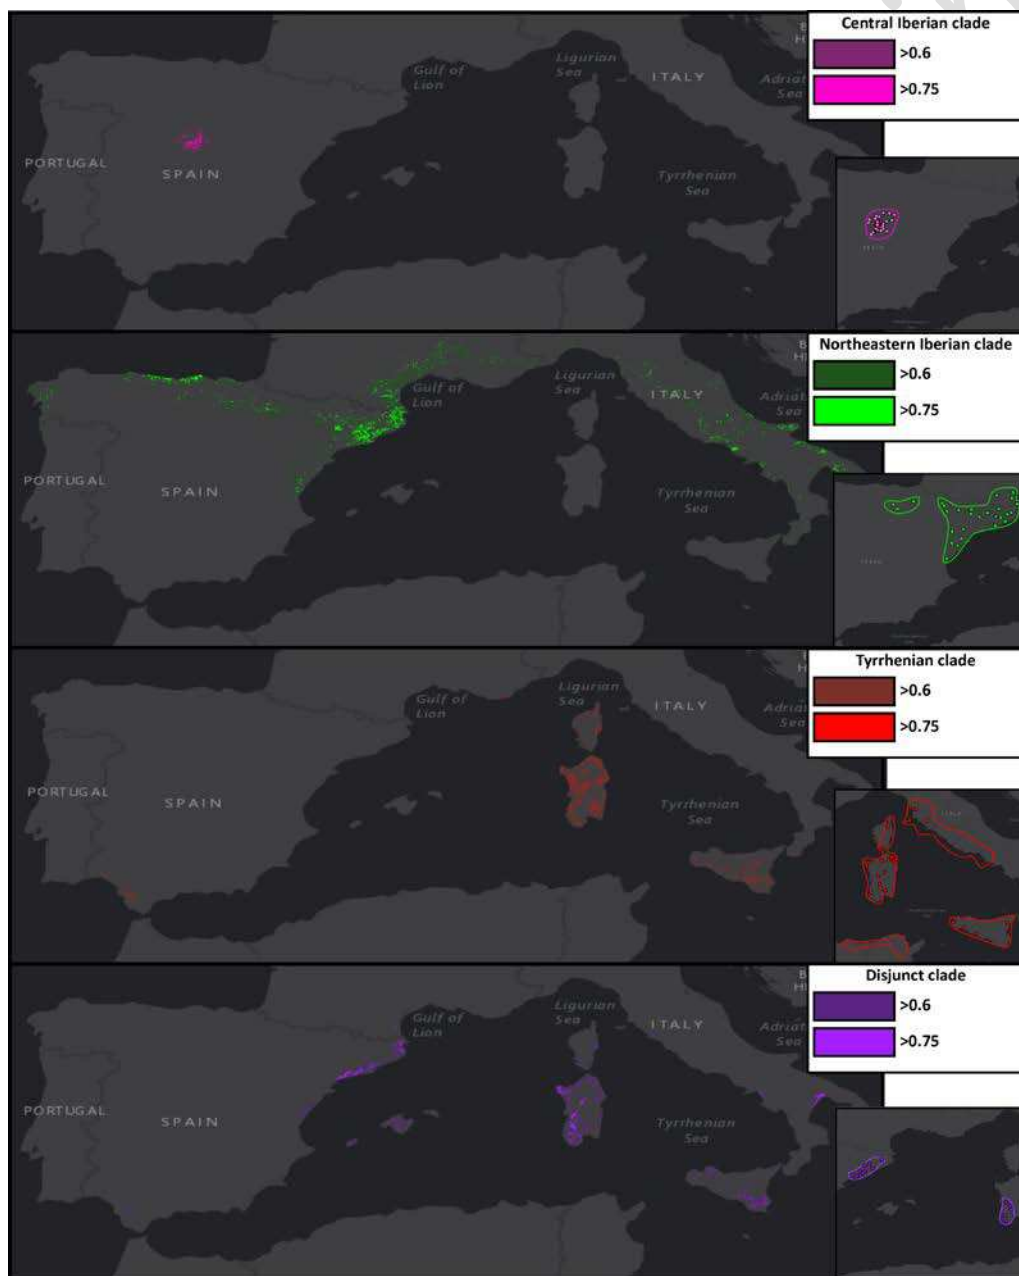 Central Iberian clade
>0.6
>0.75
Gulf of
Lion
Ligurian
Sea
ITALY
Adria
Sea
PORTUGAL
SPAIN
Tyrrhenian
Sea
Northeastern Iberian clade
>0.6
>0.75
Gulf of
Lion
Ligurian
Sea
ITALY
Adriat
Sea
PORTUGAL
SPAIN
Tyrrhenian
Sea
Tyrrhenian clade
>0.6
>0.75
Gulf of
Lion
Ligurian
Sea
ITALY
Adria
Sea
PORTUGAL
SPAIN
Tyrrhenian
Sea
ITALY
Disjunct clade
>0.6
>0.75
Gulf of
Lion
Ligurian
Sea
ITALY
Adriat
Sea
PORTUGAL
SPAIN
Tyrrhenian
Sea